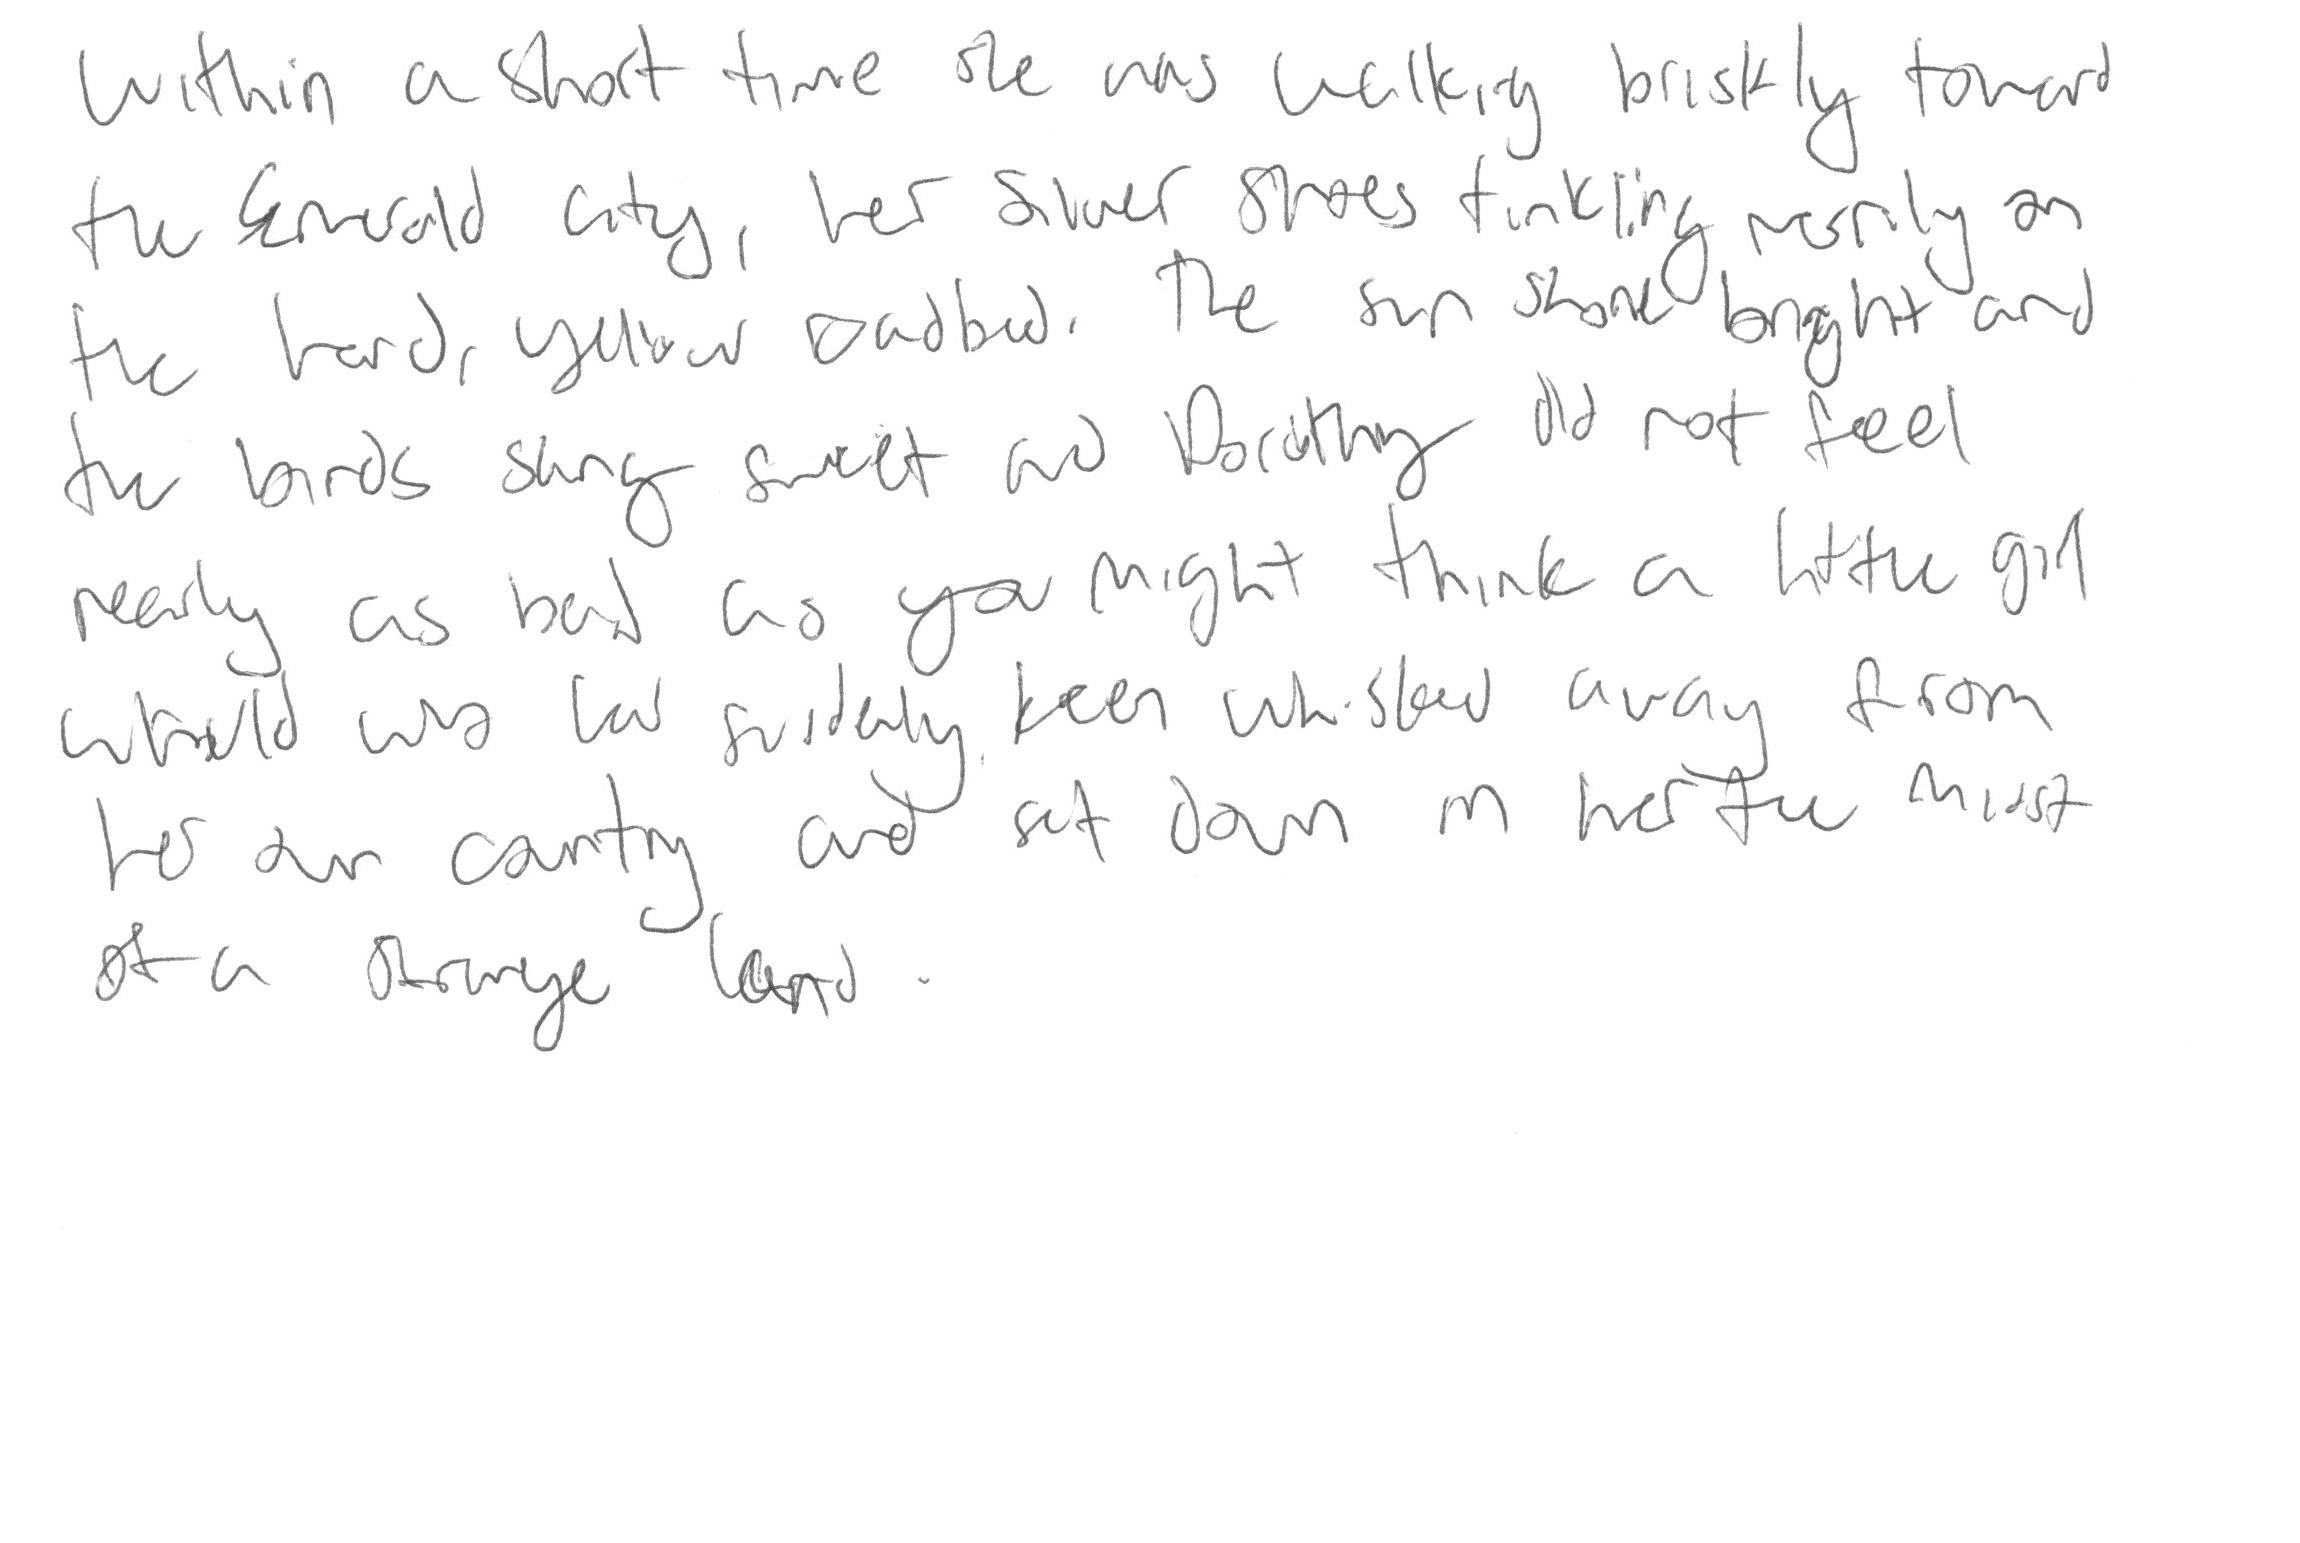 Within a short time she was walking briskly toward
the Emerald City, her Silver Shoes tinkling merrily on
the hard, yellow roadbed. The sun shone bright and
the birds sung sweet and Dorothy did not feel
nearly as bad as you might think a little girl
would who had suddenly been whisked away from
her own country and set down in her the midst
of a strange land.